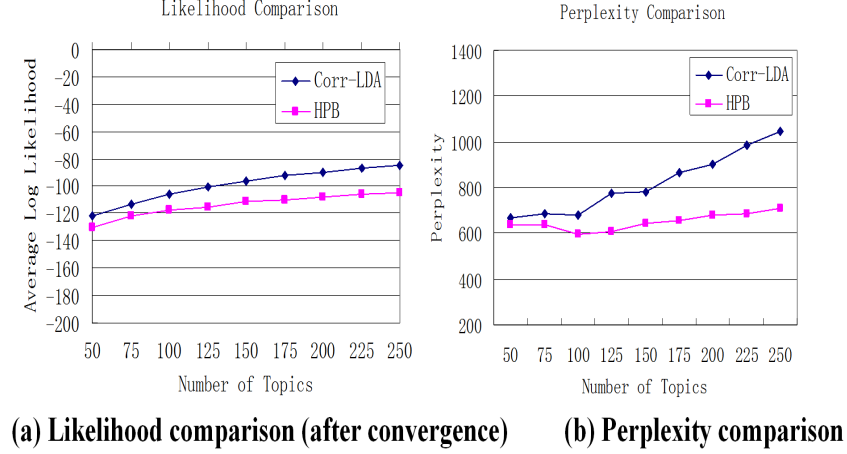 Likelihood Comparison
0
-20
-40
-60
-80
-100
-120
-140
-160
-180
-200
Average Log Likelihood
Corr-LDA
HPB
50 75 100 125 150 175 200 225 250
Number of Topics
(a) Likelihood comparison (after convergence)
Perplexity Comparison
1400
1200
1000
800
600
400
200
Perplexity
Corr-LDA
HPB
50 75 100 125 150 175 200 225 250
Number of Topics
(b) Perplexity comparison